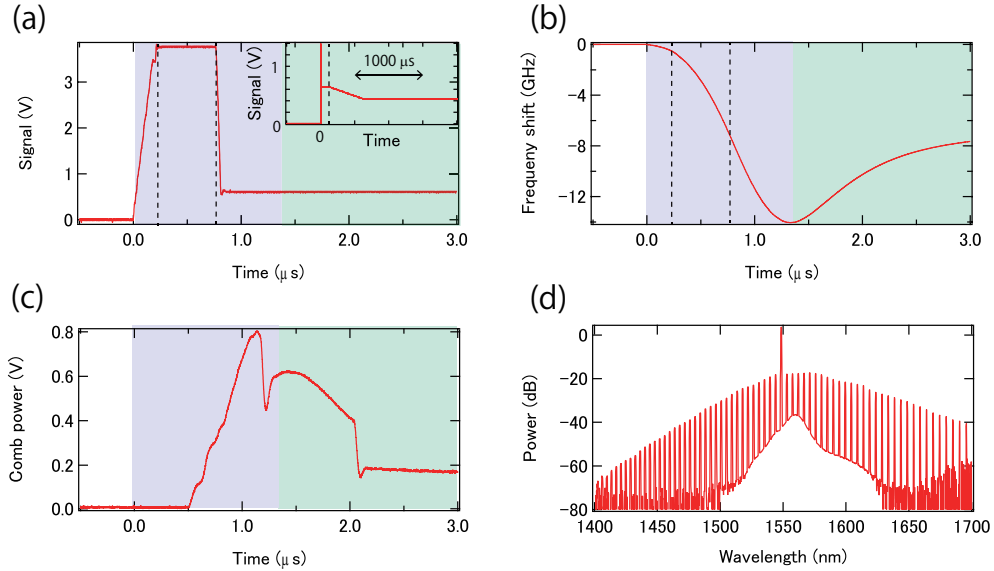 (a)
Signal (V)
3
2
1
0
0.0
1.0
2.0
3.0
Time (μs)
Signal (V)
1
0
1000 μs
0
Time
(b)
Frequeny shift (GHz)
0
-4
-8
-12
0.0
1.0
2.0
3.0
Time (μs)
(c)
Comb power (V)
0.8
0.6
0.4
0.2
0.0
0.0
1.0
2.0
3.0
Time (μs)
(d)
Power (dB)
0
-20
-40
-60
-80
1400
1450
1500
1550
1600
1650
1700
Wavelength (nm)